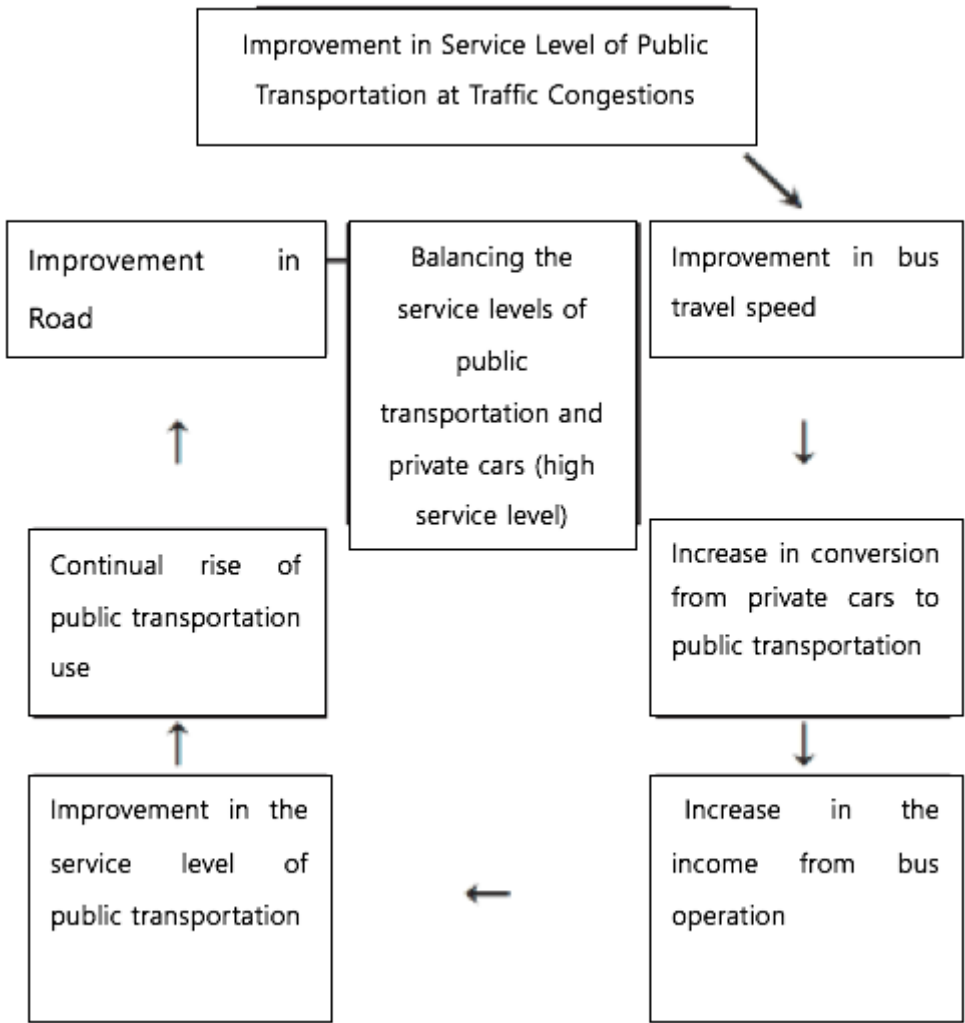 Improvement in Service Level of Public
Transportation at Traffic Congestions
Improvement in
Road
Balancing the
service levels of
public
transportation and
private cars (high
service level)
Improvement in bus
travel speed
Continual rise of
public transportation
use
Increase in conversion
from private cars to
public transportation
Improvement in the
service level of
public transportation
Increase in the
income from bus
operation